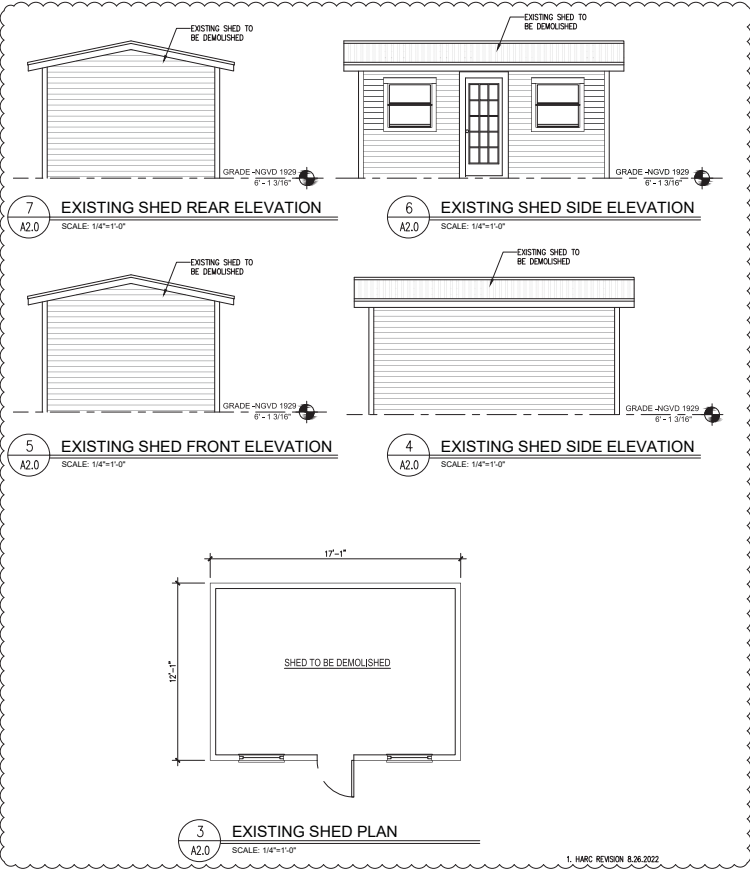 EXISTING SHED TO
BE DEMOLISHED
GRADE -NGVD 1929
6' - 1 3/16"
7
A2.0
EXISTING SHED REAR ELEVATION
SCALE: 1/4"=1'-0"
EXISTING SHED TO
BE DEMOLISHED
GRADE -NGVD 1929
6' - 1 3/16"
6
A2.0
EXISTING SHED SIDE ELEVATION
SCALE: 1/4"=1'-0"
EXISTING SHED TO
BE DEMOLISHED
GRADE -NGVD 1929
6' - 1 3/16"
5
A2.0
EXISTING SHED FRONT ELEVATION
SCALE: 1/4"=1'-0"
EXISTING SHED TO
BE DEMOLISHED
GRADE -NGVD 1929
6' - 1 3/16"
4
A2.0
EXISTING SHED SIDE ELEVATION
SCALE: 1/4"=1'-0"
17'-1"
12'-1"
SHED TO BE DEMOLISHED
3
A2.0
EXISTING SHED PLAN
SCALE: 1/4"=1'-0"
1. HARC REVISION 8.26.2022